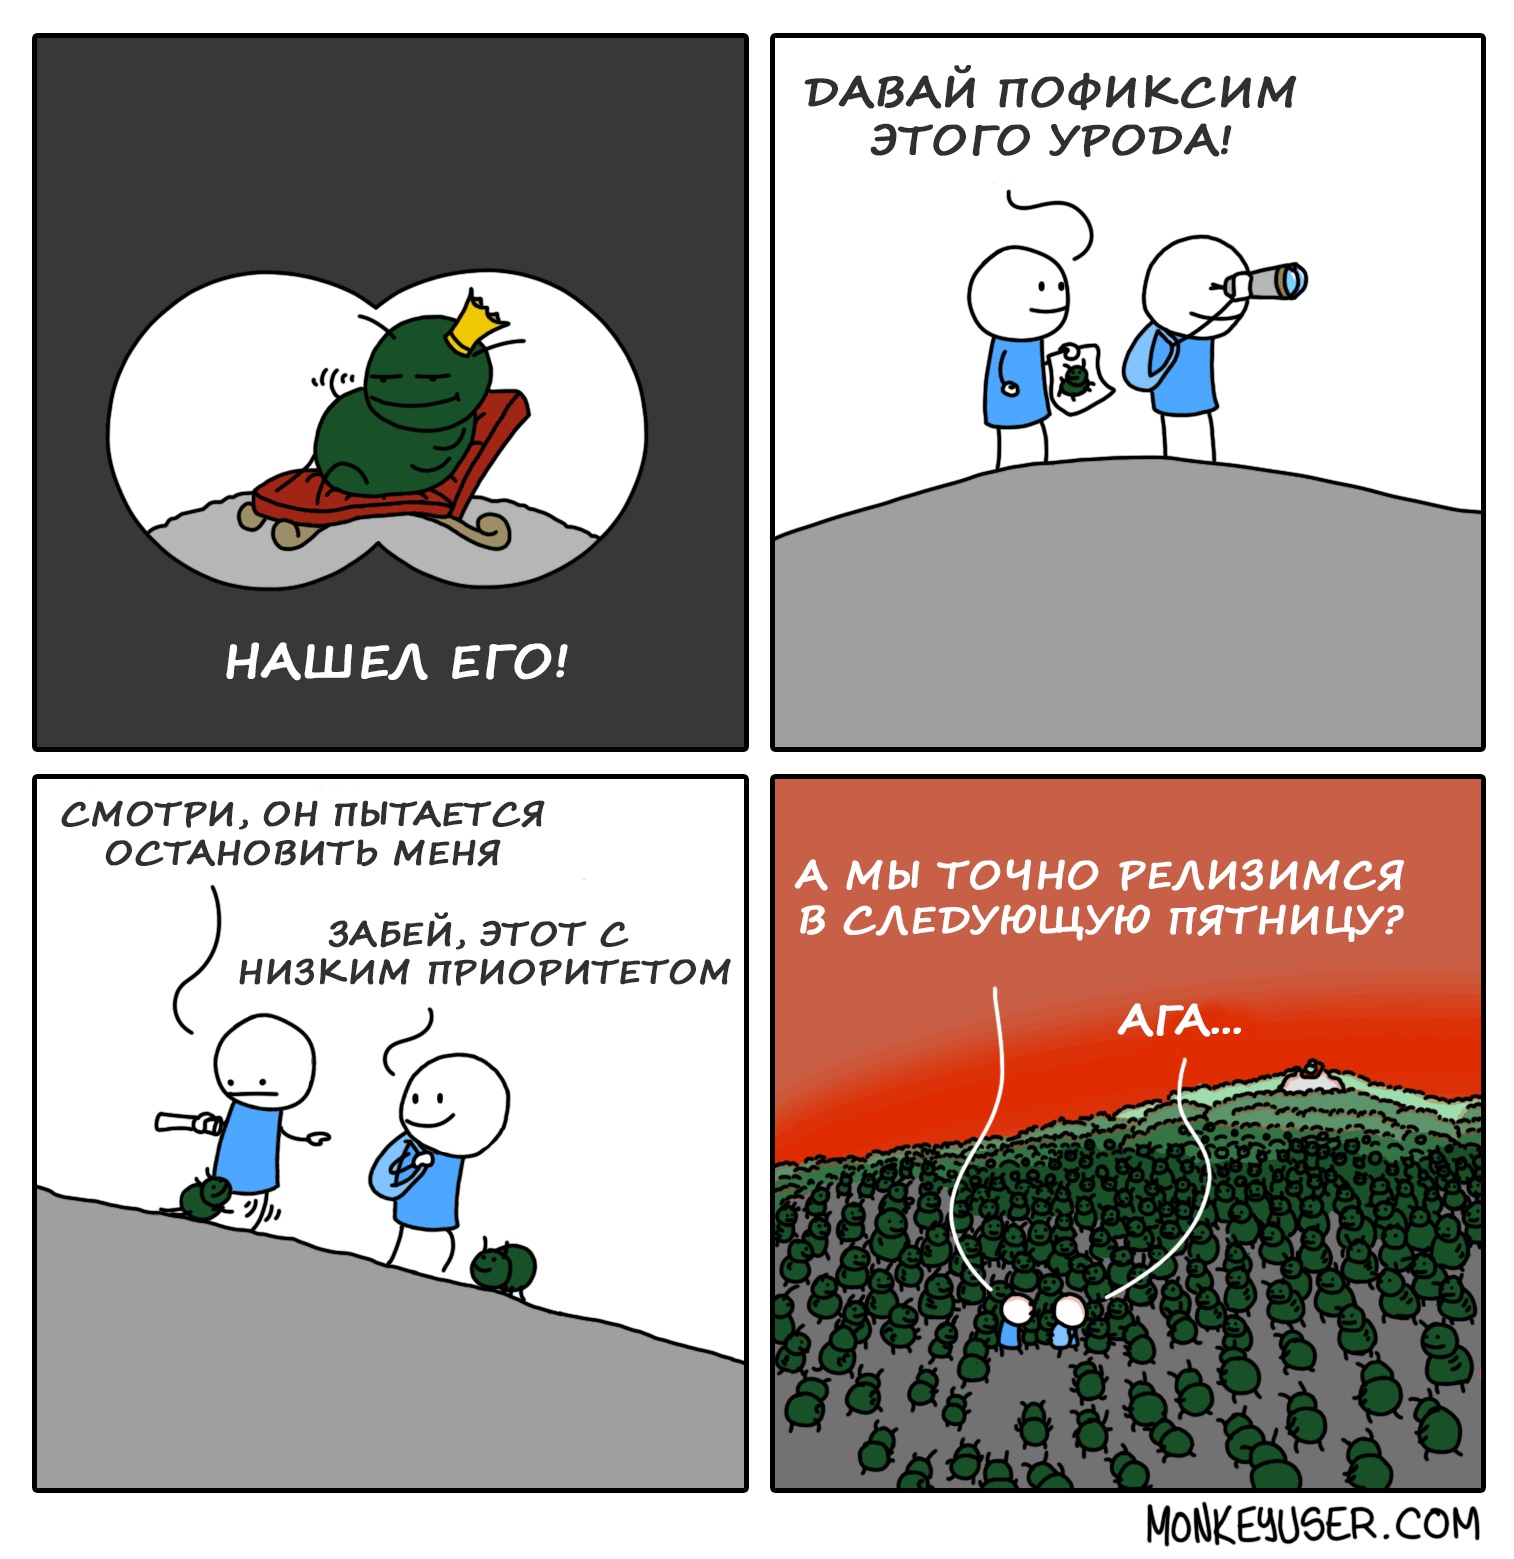 НАШЕЛ ЕГО!
ДАВАЙ ПОФИКСИМ
ЭТОГО УРОДА!
СМОТРИ, ОН ПЫТАЕТСЯ
ОСТАНОВИТЬ МЕНЯ
ЗАБЕЙ, ЭТОТ С
НИЗКИМ ПРИОРИТЕТОМ
А МЫ ТОЧНО РЕЛИЗИМСЯ
В СЛЕДУЮЩУЮ ПЯТНИЦУ?
АГА...
MONKEYUSER.COM